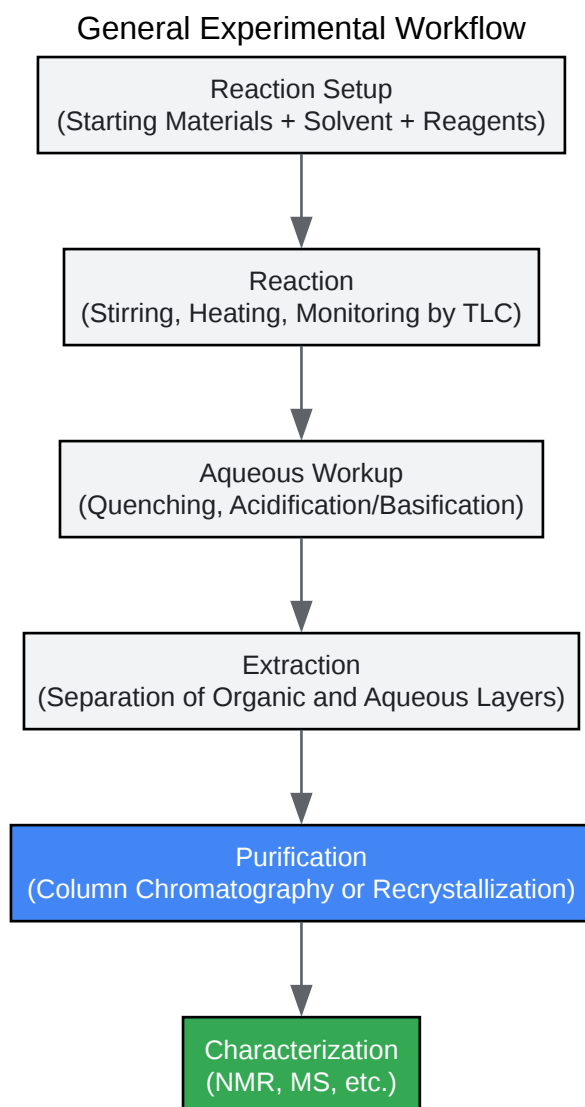 General Experimental Workflow
Reaction Setup
(Starting Materials + Solvent + Reagents)
Reaction
(Stirring, Heating, Monitoring by TLC)
Aqueous Workup
(Quenching, Acidification/Basification)
Extraction
(Separation of Organic and Aqueous Layers)
Purification
(Column Chromatography or Recrystallization)
Characterization
(NMR, MS, etc.)